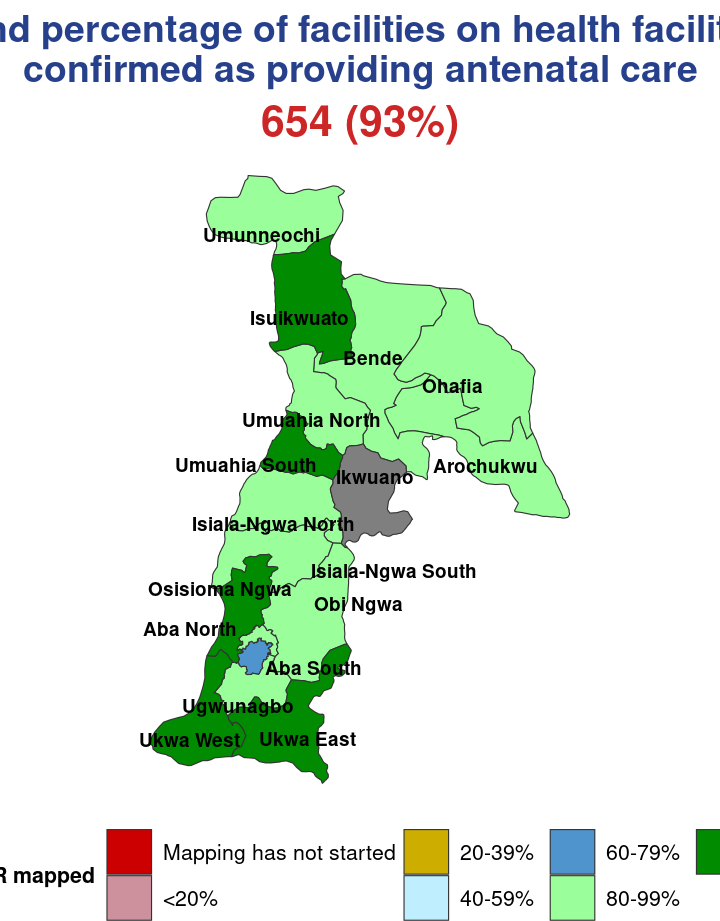 percentage of facilities on health
confirmed as providing antenatal care
654 (93%)
Umunneochi
Isuikwuato
Bende
Ohafia
Umuahia North
Umuahia South
Arochukwu
Ikwuano
Isiala-Ngwa North
Isiala-Ngwa South
Osisioma Ngwa
Obi Ngwa
Aba North
Aba South
Ugwunagbo
Ukwa West
Ukwa East
mapped
Mapping has not started
20-39%
60-79%
<20%
40-59%
80-99%